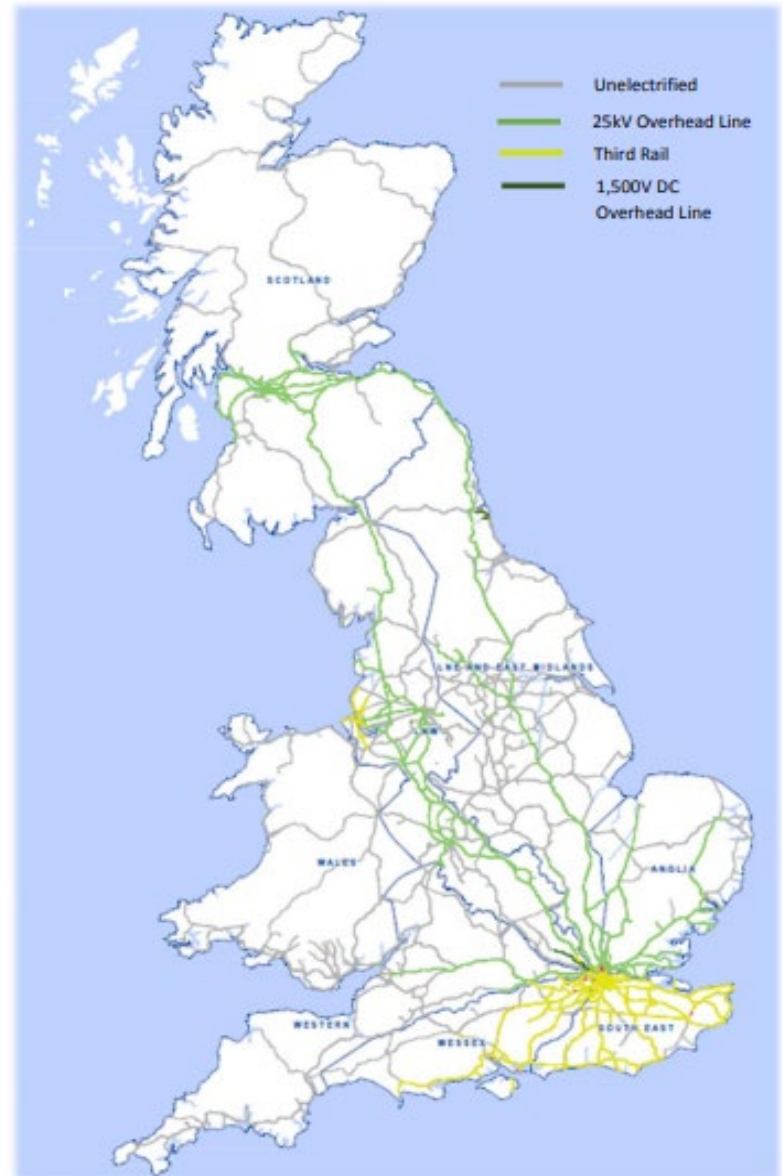 Unelectrified
25kV Overhead Line
Third Rail
1,500V DC
Overhead Line
SCOTLAND
LNE AND EAST MIDLANDS
LNW
WALES
ANGLIA
WESTERN
WESSEX
SOUTH EAST